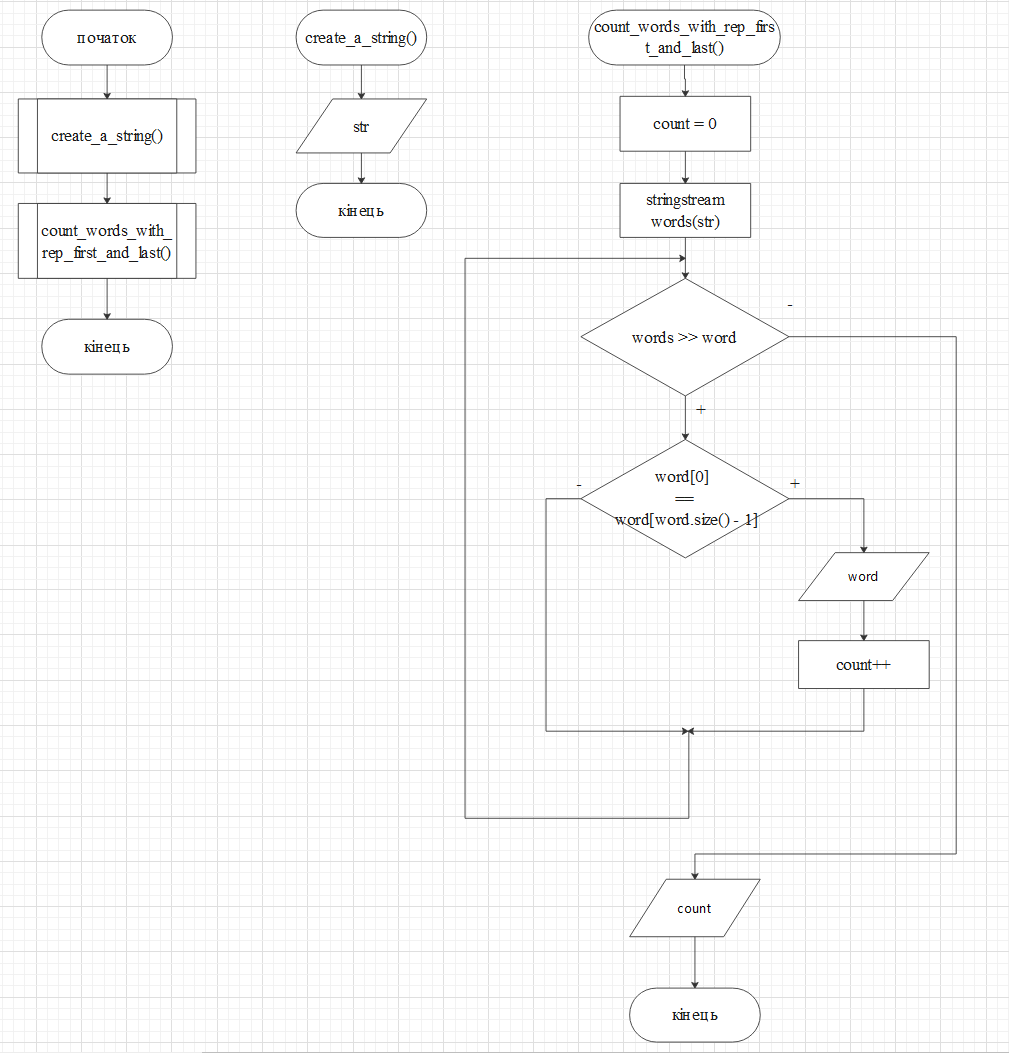 початок
create_a_string()
count_words_with_
rep_first_and_last()
кінець
create_a_string()
str
кінець
count_words_with_rep_firs
t_and_last()
count = 0
stringstream
words(str)
words >> word
-
+
word[0]
==
word[word.size() - 1]
-
+
word
count++
count
кінець